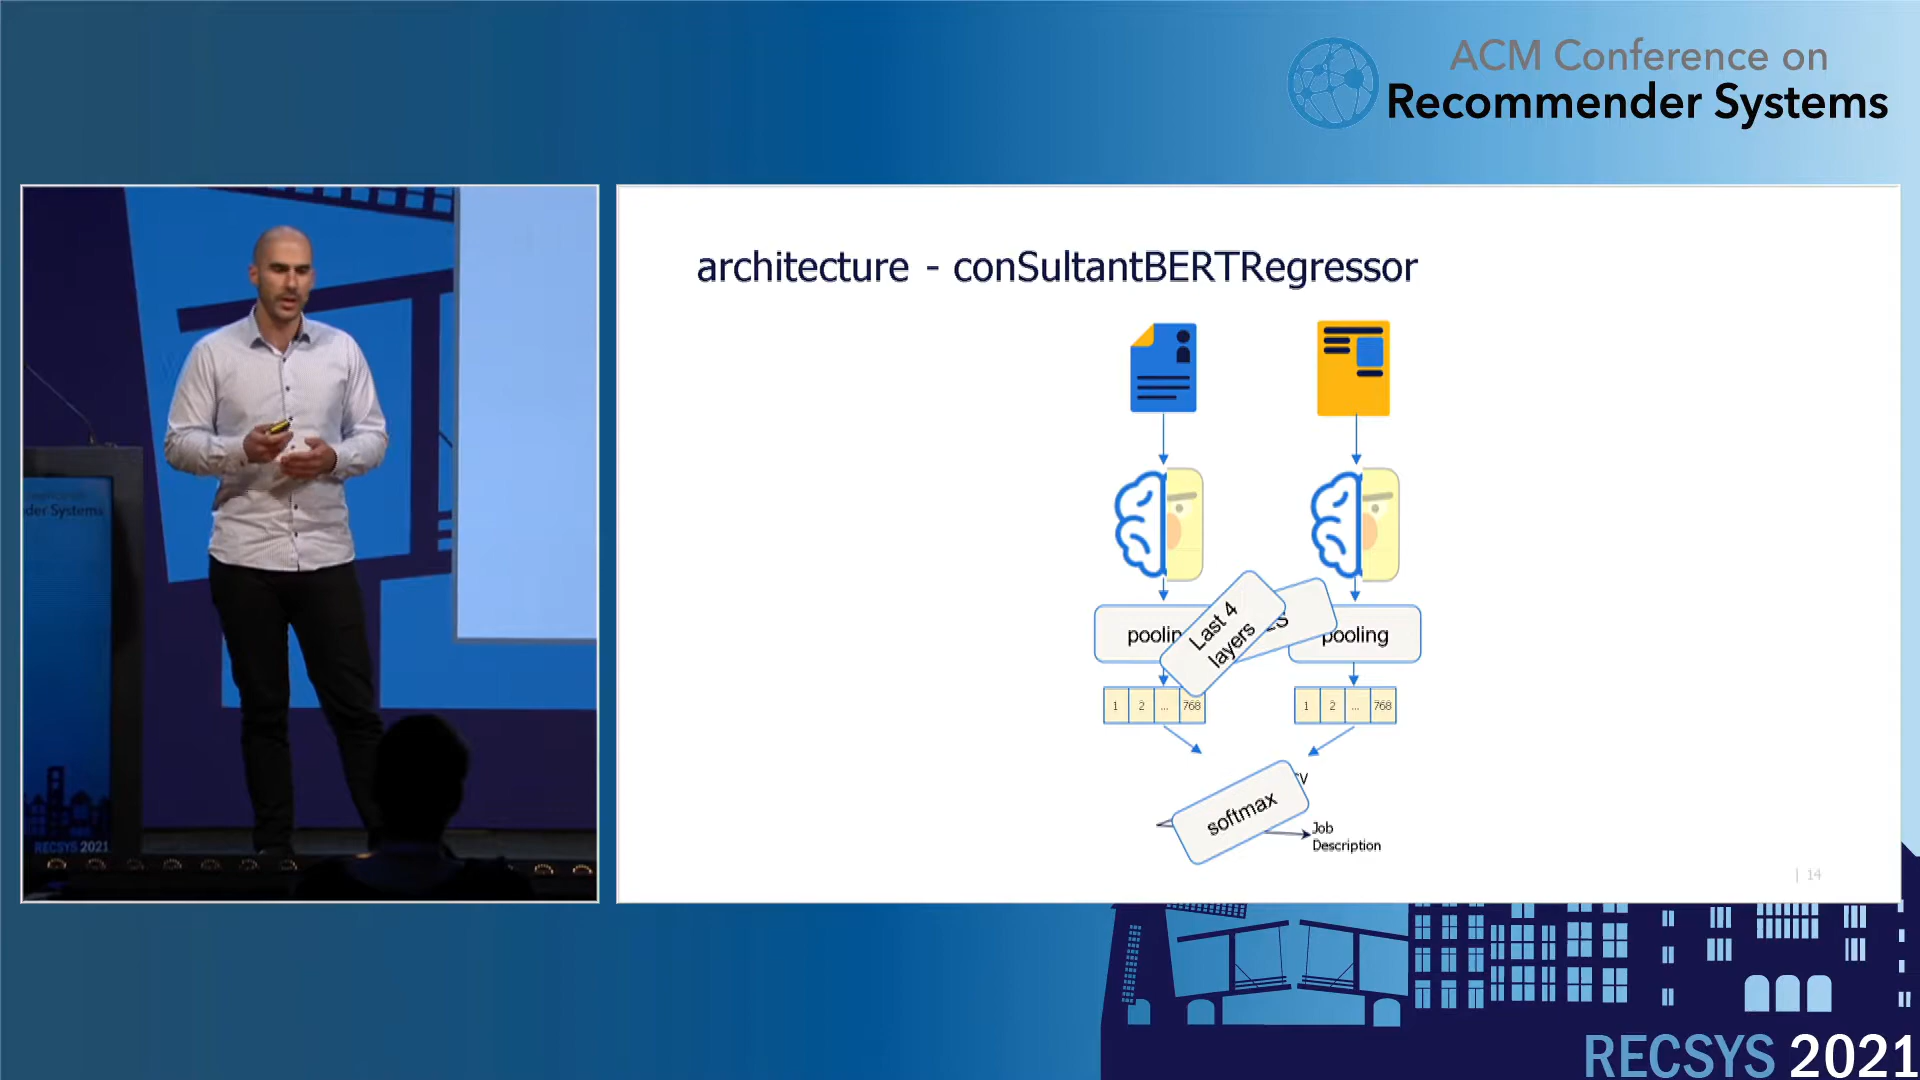 ACM Conference on
Recommender Systems
architecture - conSultantBERTRegressor
Last 4
layers
pooling
1 2 ... 768
1 2 ... 768
softmax
Job
Description
| 14
der Systems
RECSYS 2021
RECSYS 2021